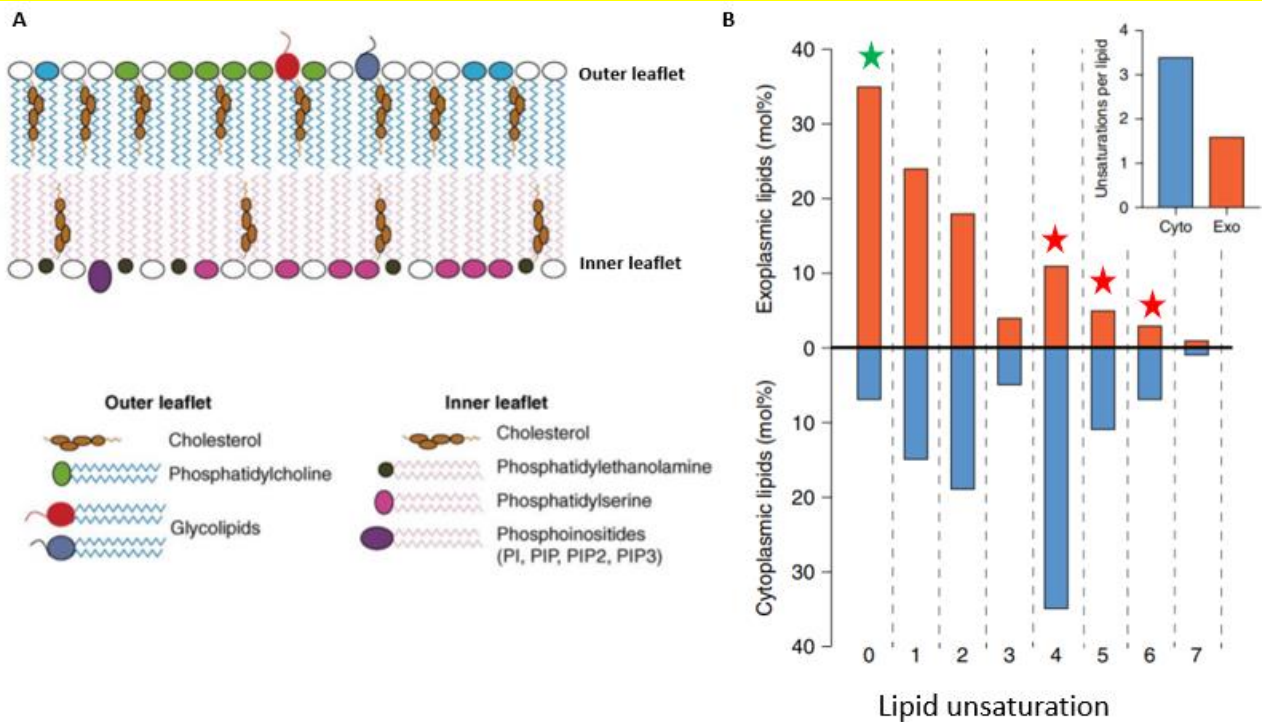 A
Outer leaflet
Inner leaflet
Outer leaflet
Cholesterol
Phosphatidylcholine
Glycolipids
Inner leaflet
Cholesterol
Phosphatidylethanolamine
Phosphatidylserine
Phosphoinositides
(PI, PIP, PIP2, PIP3)
B
Exoplasmic lipids (mol%)
Cytoplasmic lipids (mol%)
40
30
20
10
0
10
20
30
40
0 1 2 3 4 5 6 7
Lipid unsaturation
Unsaturations per lipid
4
3
2
1
0
Cyto Exo